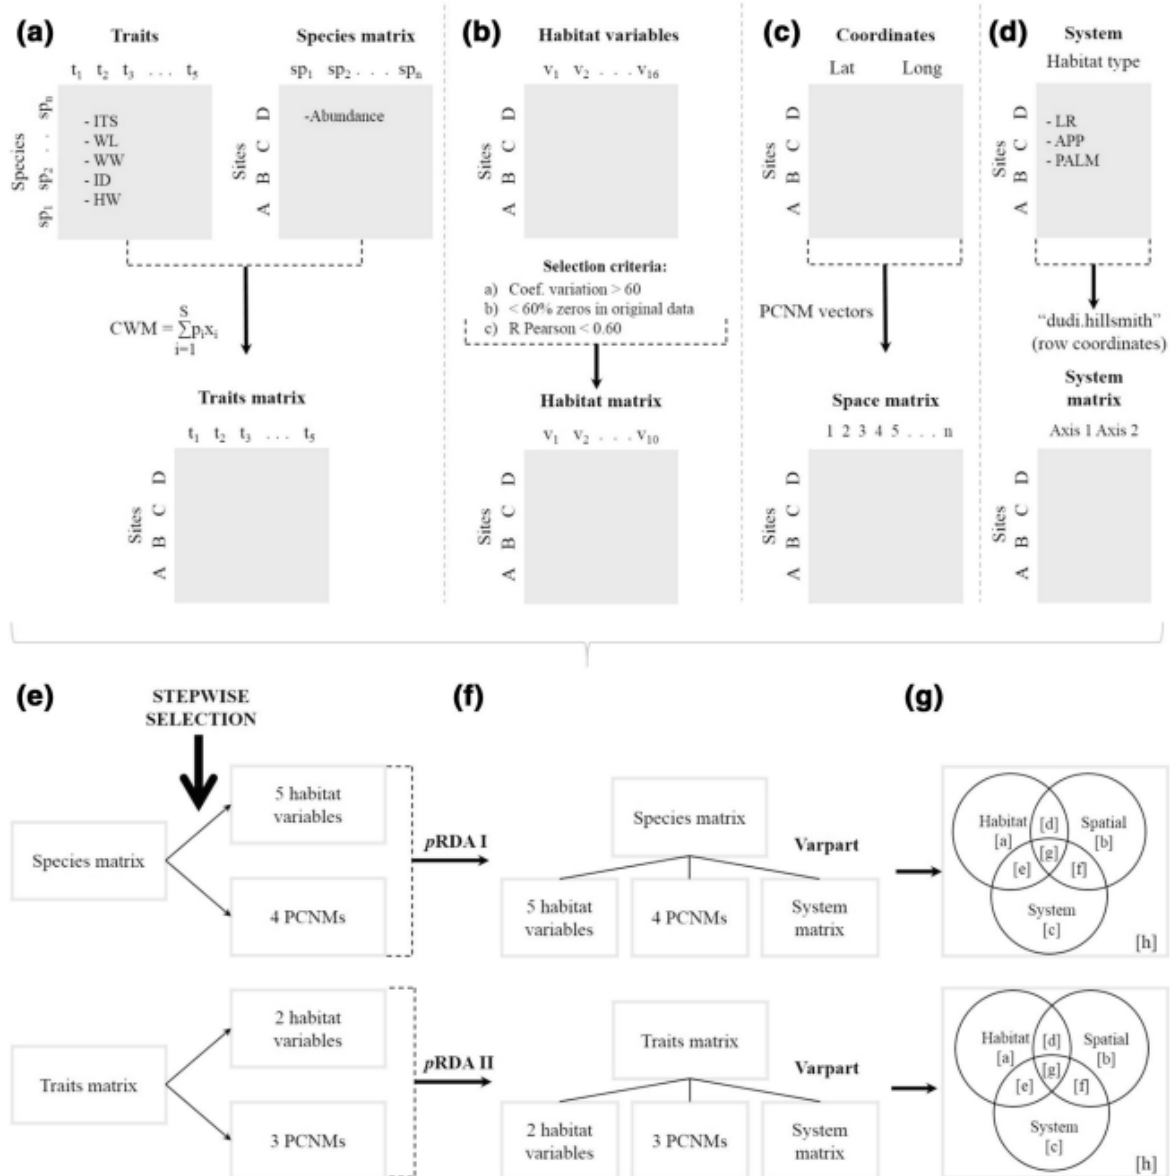 (a)
Traits
t1 t2 t3 . . . t5
Species
sp1 sp2 . . spn
- ITS
- WL
- WW
- ID
- HW
Species matrix
sp1 sp2 . . . spn
Sites
A B C D
-Abundance
CWM = S∑i=1 pixi
Traits matrix
t1 t2 t3 . . . t5
Sites
A B C D
(b)
Habitat variables
v1 v2 . . . v16
Sites
A B C D
Selection criteria:
a) Coef. variation > 60
b) < 60% zeros in original data
c) R Pearson < 0.60
Habitat matrix
v1 v2 . . . v10
Sites
A B C D
(c)
Coordinates
Lat Long
Sites
A B C D
PCNM vectors
Space matrix
1 2 3 4 5 . . . n
Sites
A B C D
(d)
System
Habitat type
Sites
A B C D
- LR
- APP
- PALM
“dudi.hillsmith”
(row coordinates)
System
matrix
Axis 1 Axis 2
Sites
A B C D
(e)
STEPWISE
SELECTION
Species matrix
5 habitat
variables
4 PCNMs
pRDA I
Traits matrix
2 habitat
variables
3 PCNMs
pRDA II
(f)
Species matrix
Varpart
5 habitat
variables
4 PCNMs
System
matrix
Traits matrix
Varpart
2 habitat
variables
3 PCNMs
System
matrix
(g)
Habitat
[a]
[d]
Spatial
[b]
[g]
[e]
[f]
System
[c]
[h]
Habitat
[a]
[d]
Spatial
[b]
[g]
[e]
[f]
System
[c]
[h]